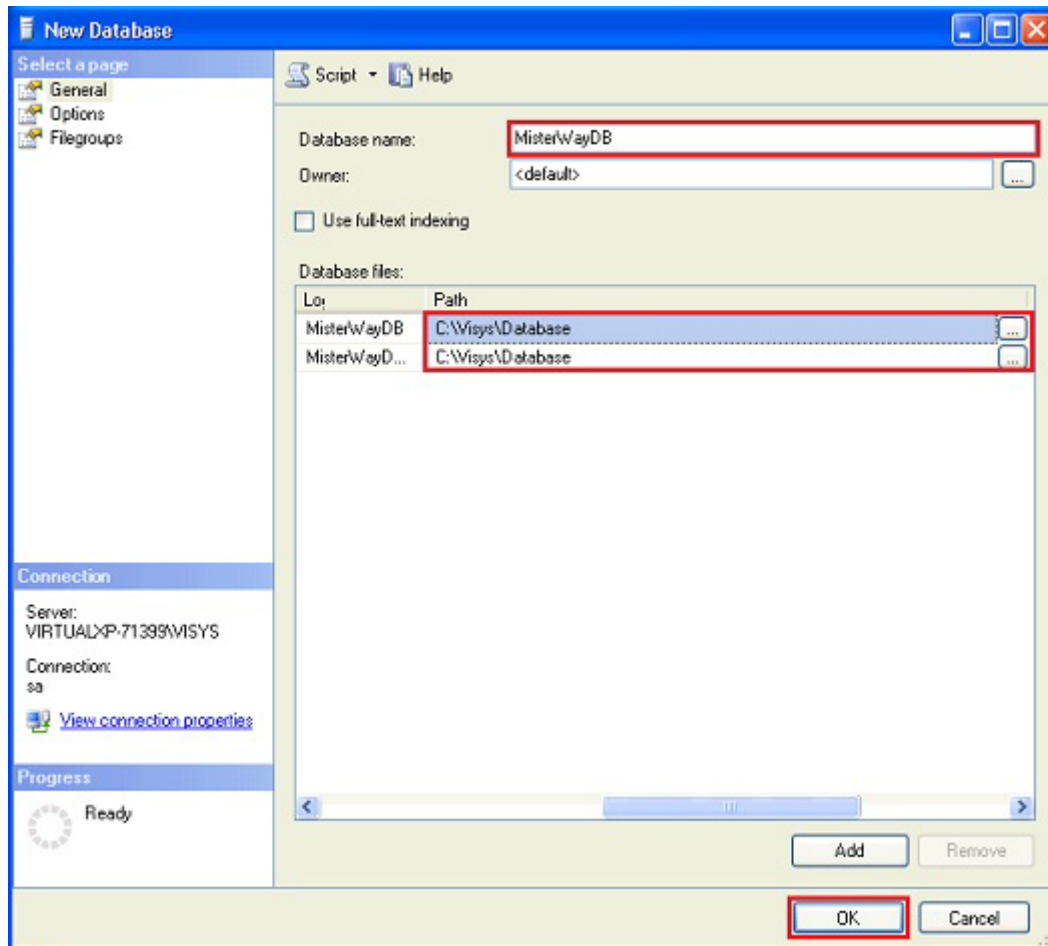 New Database
Select a page
General
Options
Filegroups
Script Help
Database name: MisterWayDB
Owner: <default> ...
Use full-text indexing
Database files:
Lo Path
MisterWayDB C:\Visys\Database ...
MisterWayD... C:\Visys\Database ...
Connection
Server:
VIRTUALXP-71399\VISYS
Connection:
sa
View connection properties
Progress
Ready
Add Remove
OK Cancel